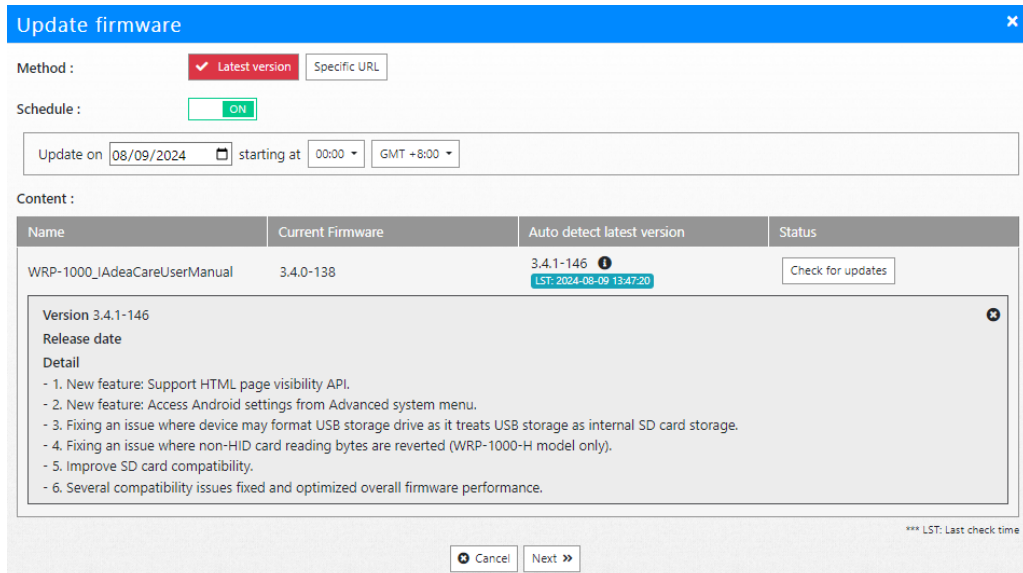 Update firmware
Method :
Latest version
Specific URL
Schedule :
ON
Update on 08/09/2024 starting at 00:00 GMT +8:00
Content :
Name Current Firmware Auto detect latest version Status
WRP-1000_IAdeaCareUserManual 3.4.0-138 3.4.1-146 Check for updates
LST: 2024-08-09 13:47:20
Version 3.4.1-146
Release date
Detail
- 1. New feature: Support HTML page visibility API.
- 2. New feature: Access Android settings from Advanced system menu.
- 3. Fixing an issue where device may format USB storage drive as it treats USB storage as internal SD card storage.
- 4. Fixing an issue where non-HID card reading bytes are reverted (WRP-1000-H model only).
- 5. Improve SD card compatibility.
- 6. Several compatibility issues fixed and optimized overall firmware performance.
*** LST: Last check time
Cancel Next »